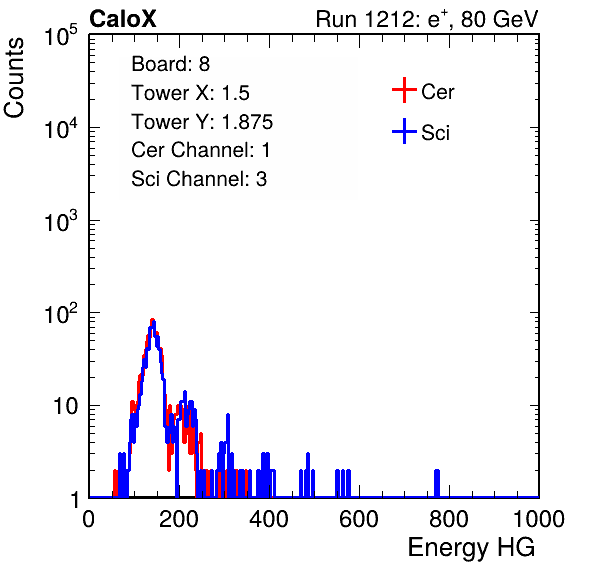 CaloX Run 1212: e⁺, 80 GeV
Counts
10⁵
10⁴
10³
10²
10
1
Board: 8
Tower X: 1.5
Tower Y: 1.875
Cer Channel: 1
Sci Channel: 3
Cer
Sci
0 200 400 600 800 1000
Energy HG